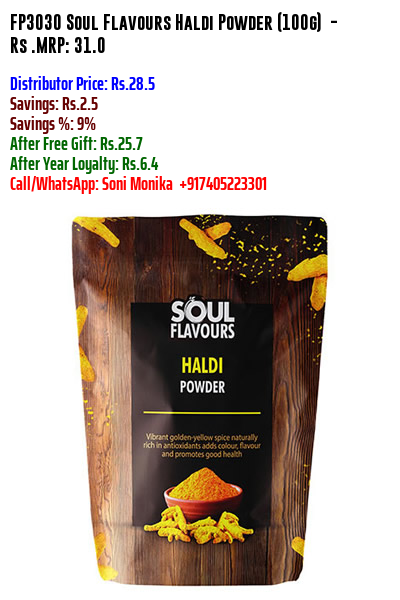 FP3030 Soul Flavours Haldi Powder (100g) -
Rs .MRP: 31.0
Distributor Price: Rs.28.5
Savings: Rs.2.5
Savings %: 9%
After Free Gift: Rs.25.7
After Year Loyalty: Rs.6.4
Call/WhatsApp: Soni Monika +917405223301
SOUL
FLAVOURS
HALDI
POWDER
Vibrant golden-yellow spice naturally
rich in antioxidants adds colour, flavour
and promotes good health